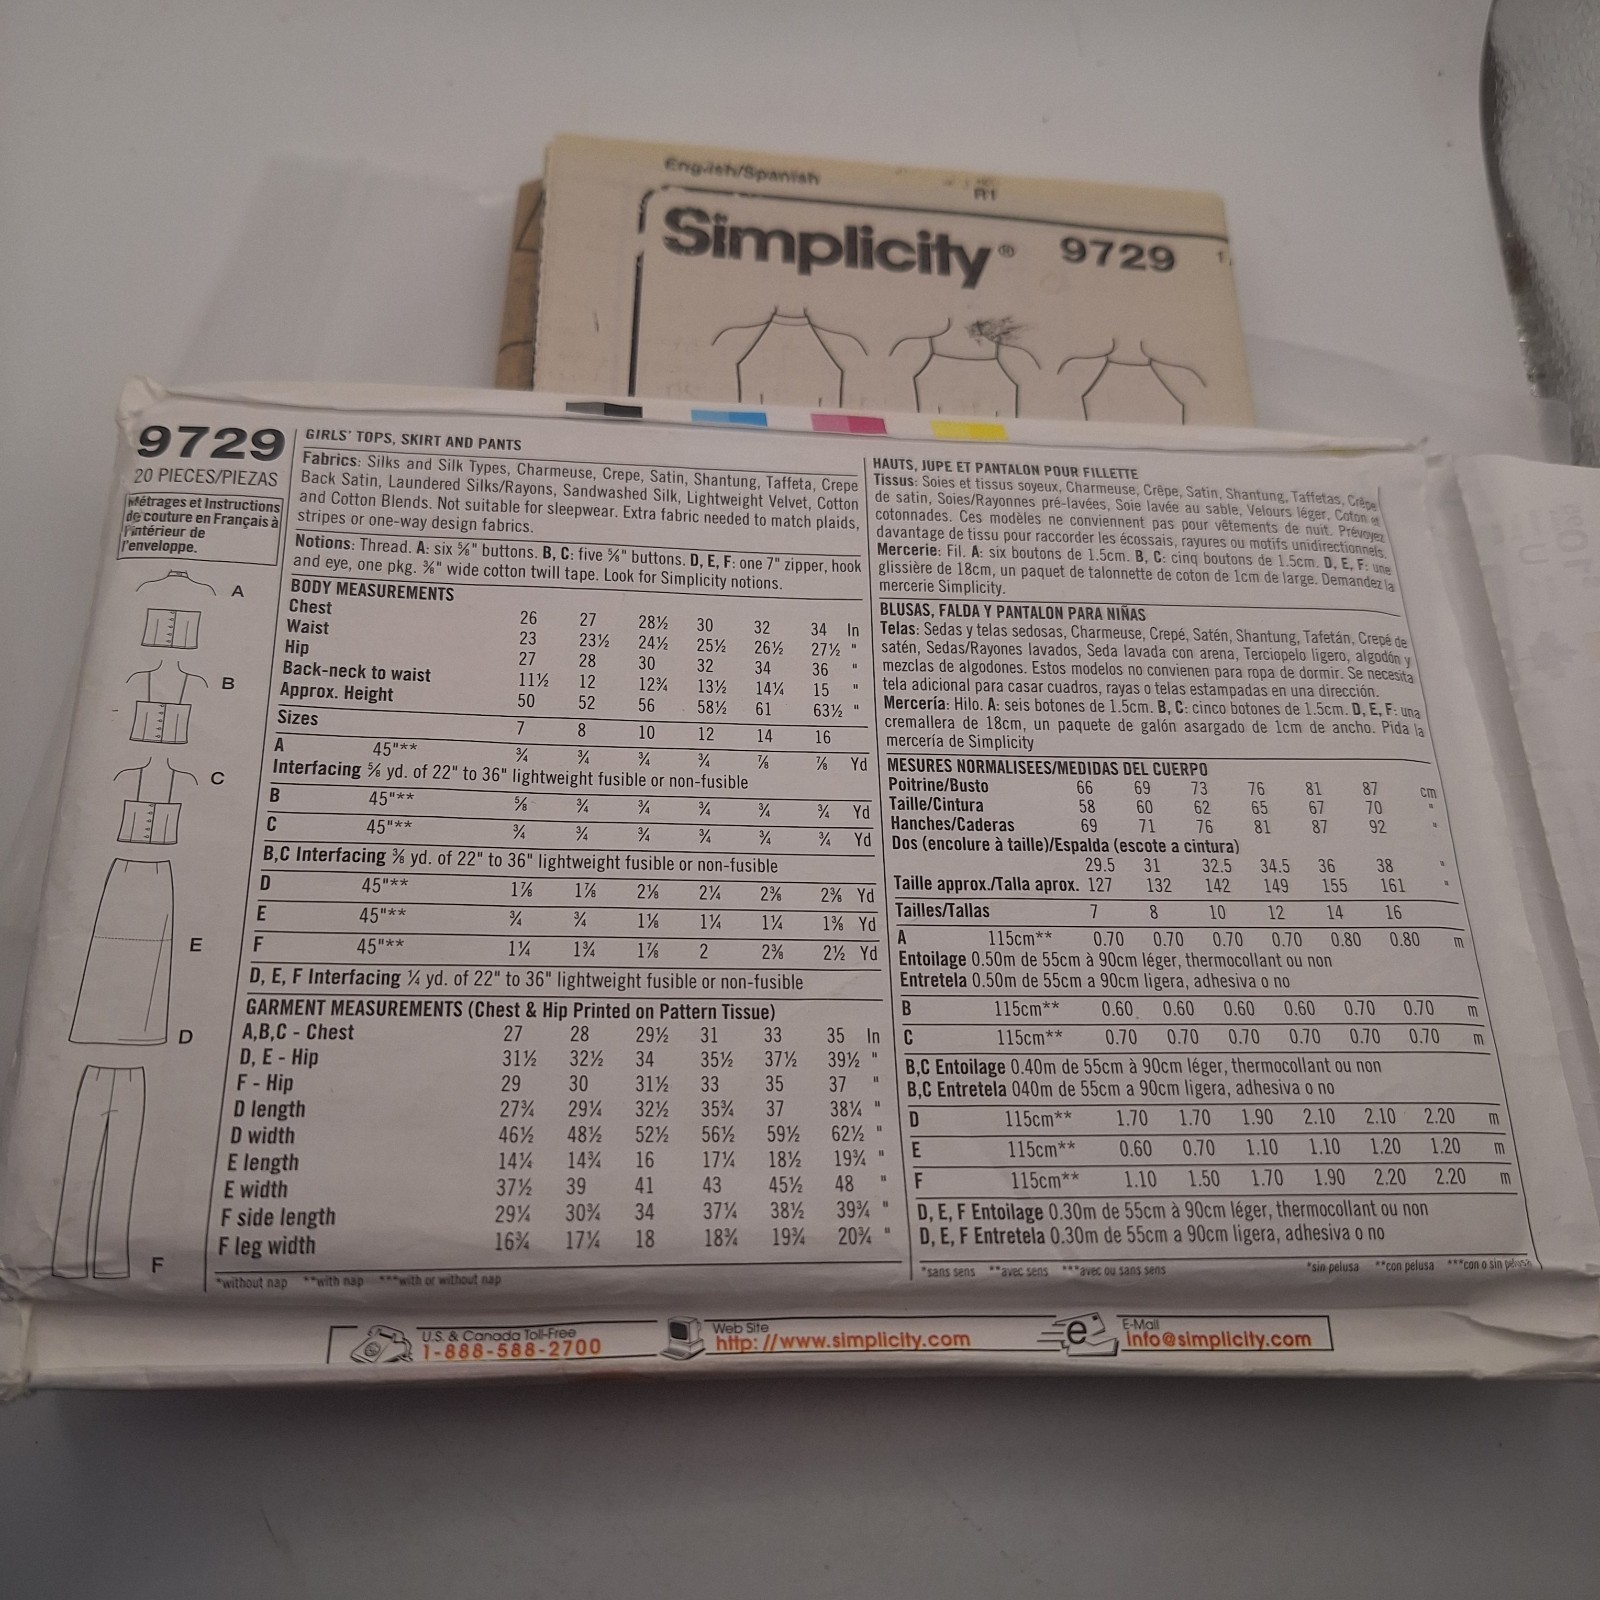 English/Spanish
R1
Simplicity® 9729
9729
20 PIECES/PIEZAS
Métrages et Instructions
de couture en Français à
l'intérieur de
l'enveloppe.
A
B
C
E
D
F
GIRLS' TOPS, SKIRT AND PANTS
Fabrics: Silks and Silk Types, Charmeuse, Crepe, Satin, Shantung, Taffeta, Crepe
Back Satin, Laundered Silks/Rayons, Sandwashed Silk, Lightweight Velvet, Cotton
and Cotton Blends. Not suitable for sleepwear. Extra fabric needed to match plaids,
stripes or one-way design fabrics.
Notions: Thread. A: six ⅝" buttons. B, C: five ⅝" buttons. D, E, F: one 7" zipper, hook
and eye, one pkg. ⅜" wide cotton twill tape. Look for Simplicity notions.
BODY MEASUREMENTS
Chest 26 27 28½ 30 32 34 In
Waist 23 23½ 24½ 25½ 26½ 27½ "
Hip 27 28 30 32 34 36 "
Back-neck to waist 11½ 12 12¾ 13½ 14¼ 15 "
Approx. Height 50 52 56 58½ 61 63½ "
Sizes 7 8 10 12 14 16
A 45"** ¾ ¾ ¾ ¾ ⅞ ⅞ Yd
Interfacing ⅝ yd. of 22" to 36" lightweight fusible or non-fusible
B 45"** ⅝ ¾ ¾ ¾ ¾ ¾ Yd
C 45"** ¾ ¾ ¾ ¾ ¾ ¾ Yd
B,C Interfacing ⅜ yd. of 22" to 36" lightweight fusible or non-fusible
D 45"** 1⅞ 1⅞ 2⅛ 2¼ 2⅜ 2⅜ Yd
E 45"** ¾ ¾ 1⅛ 1¼ 1¼ 1⅜ Yd
F 45"** 1¼ 1¾ 1⅞ 2 2⅜ 2½ Yd
D, E, F Interfacing ¼ yd. of 22" to 36" lightweight fusible or non-fusible
GARMENT MEASUREMENTS (Chest & Hip Printed on Pattern Tissue)
A,B,C - Chest 27 28 29½ 31 33 35 In
D, E - Hip 31½ 32½ 34 35½ 37½ 39½ "
F - Hip 29 30 31½ 33 35 37 "
D length 27¾ 29¼ 32½ 35¾ 37 38¼ "
D width 46½ 48½ 52½ 56½ 59½ 62½ "
E length 14¼ 14¾ 16 17¼ 18½ 19¾ "
E width 37½ 39 41 43 45½ 48 "
F side length 29¼ 30¾ 34 37¼ 38½ 39¾ "
F leg width 16¾ 17¼ 18 18¾ 19¾ 20¾ "
*without nap **with nap ***with or without nap
HAUTS, JUPE ET PANTALON POUR FILLETTE
Tissus: Soies et tissus soyeux, Charmeuse, Crêpe, Satin, Shantung, Taffetas, Crêpe
de satin, Soies/Rayonnes pré-lavées, Soie lavée au sable, Velours léger, Coton et
cotonnades. Ces modèles ne conviennent pas pour vêtements de nuit. Prévoyez
davantage de tissu pour raccorder les écossais, rayures ou motifs unidirectionnels.
Mercerie: Fil. A: six boutons de 1.5cm. B, C: cinq boutons de 1.5cm. D, E, F: une
glissière de 18cm, un paquet de talonnette de coton de 1cm de large. Demandez la
mercerie Simplicity.
BLUSAS, FALDA Y PANTALON PARA NIÑAS
Telas: Sedas y telas sedosas, Charmeuse, Crepé, Satén, Shantung, Tafetán, Crepé de
satén, Sedas/Rayones lavados, Seda lavada con arena, Terciopelo ligero, algodón y
mezclas de algodones. Estos modelos no convienen para ropa de dormir. Se necesita
tela adicional para casar cuadros, rayas o telas estampadas en una dirección.
Mercería: Hilo. A: seis botones de 1.5cm. B, C: cinco botones de 1.5cm. D, E, F: una
cremallera de 18cm, un paquete de galón asargado de 1cm de ancho. Pida la
mercería de Simplicity
MESURES NORMALISEES/MEDIDAS DEL CUERPO
Poitrine/Busto 66 69 73 76 81 87 cm
Taille/Cintura 58 60 62 65 67 70 "
Hanches/Caderas 69 71 76 81 87 92 "
Dos (encolure à taille)/Espalda (escote a cintura)
29.5 31 32.5 34.5 36 38 "
Taille approx./Talla aprox. 127 132 142 149 155 161 "
Tailles/Tallas 7 8 10 12 14 16
A 115cm** 0.70 0.70 0.70 0.70 0.80 0.80 m
Entoilage 0.50m de 55cm à 90cm léger, thermocollant ou non
Entretela 0.50m de 55cm a 90cm ligera, adhesiva o no
B 115cm** 0.60 0.60 0.60 0.60 0.70 0.70 m
C 115cm** 0.70 0.70 0.70 0.70 0.70 0.70 m
B,C Entoilage 0.40m de 55cm à 90cm léger, thermocollant ou non
B,C Entretela 040m de 55cm a 90cm ligera, adhesiva o no
D 115cm** 1.70 1.70 1.90 2.10 2.10 2.20 m
E 115cm** 0.60 0.70 1.10 1.10 1.20 1.20 m
F 115cm** 1.10 1.50 1.70 1.90 2.20 2.20 m
D, E, F Entoilage 0.30m de 55cm à 90cm léger, thermocollant ou non
D, E, F Entretela 0.30m de 55cm a 90cm ligera, adhesiva o no
*sans sens **avec sens ***avec ou sans sens *sin pelusa **con pelusa ***con o sin pelusa
U.S. & Canada Toll-Free
1-888-588-2700
Web Site
http://www.simplicity.com
E-Mail
info@simplicity.com